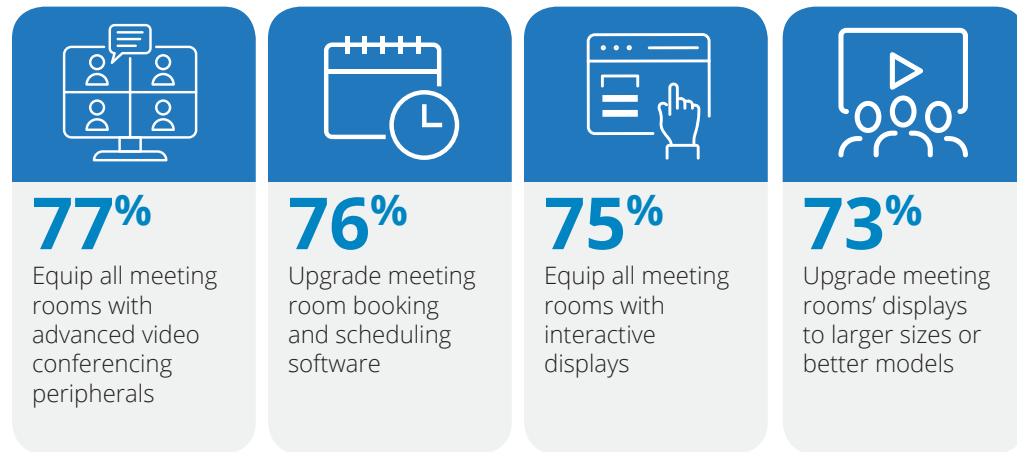 77%
Equip all meeting
rooms with
advanced video
conferencing
peripherals
76%
Upgrade meeting
room booking
and scheduling
software
75%
Equip all meeting
rooms with
interactive
displays
73%
Upgrade meeting
rooms’ displays
to larger sizes or
better models